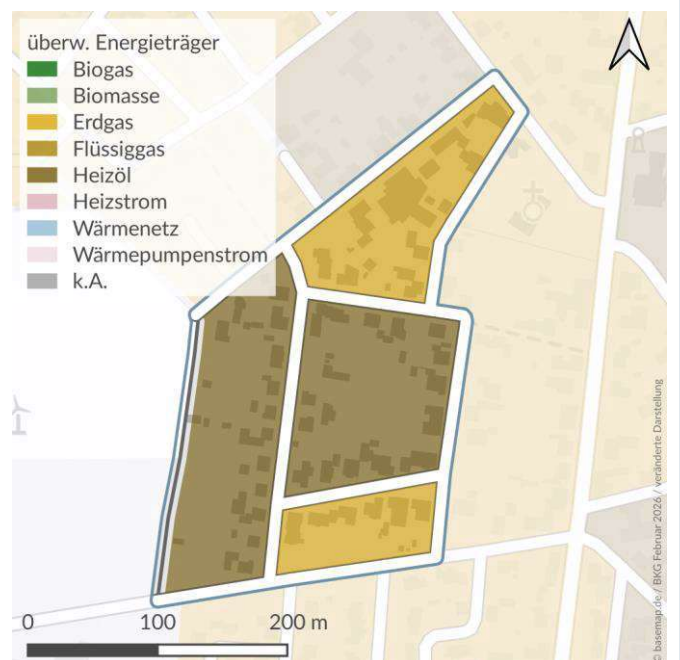 überw. Energieträger
Biogas
Biomasse
Erdgas
Flüssiggas
Heizöl
Heizstrom
Wärmenetz
Wärmepumpenstrom
k.A.
0 100 200 m
© basemap.de / BKG Februar 2026 / veränderte Darstellung